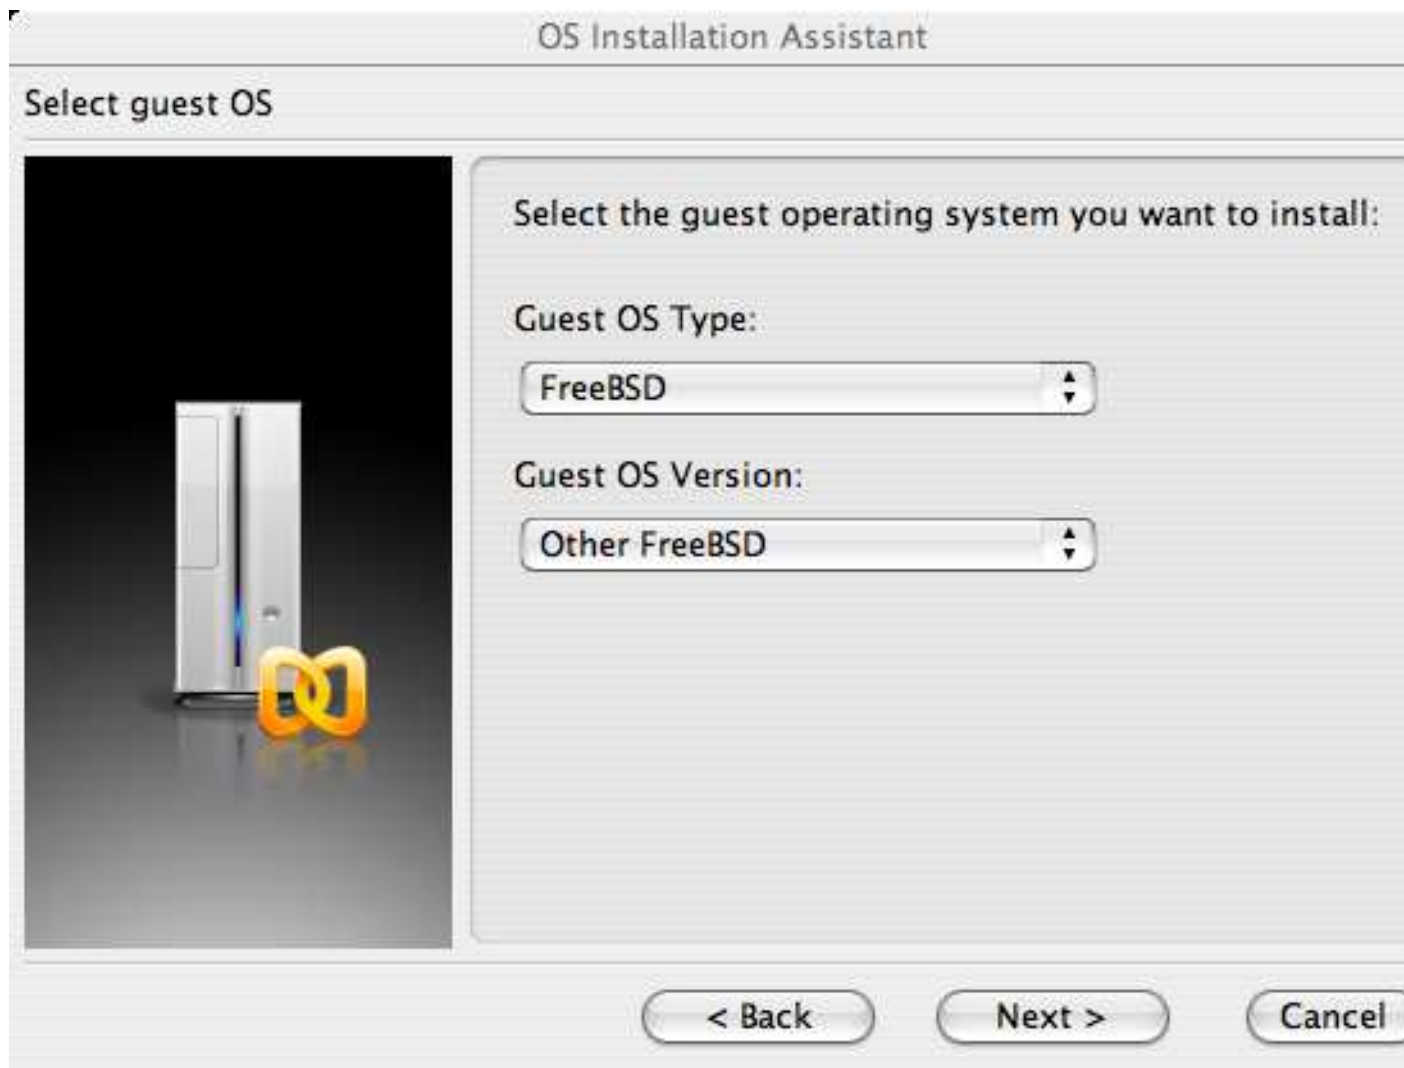 OS Installation Assistant
Select guest OS
Select the guest operating system you want to install:
Guest OS Type:
FreeBSD
Guest OS Version:
Other FreeBSD
< Back
Next >
Cancel